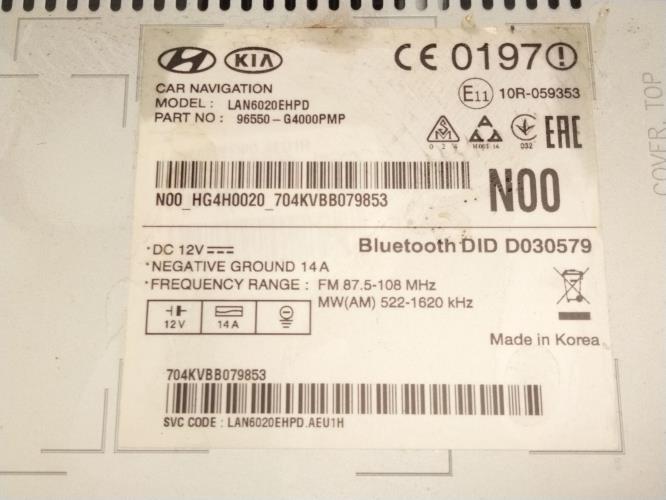 HYUNDAI KIA
CE 0197
CAR NAVIGATION
MODEL : LAN6020EHPD
PART NO : 96550-G4000PMP
E11 10R-059353
032 EAC
N00_HG4H0020_704KVBB079853
N00
Bluetooth DID D030579
·DC 12V
·NEGATIVE GROUND 14A
·FREQUENCY RANGE : FM 87.5-108 MHz
MW(AM) 522-1620 kHz
12V 14A
Made in Korea
704KVBB079853
SVC CODE : LAN6020EHPD.AEU1H
COVER, TOP